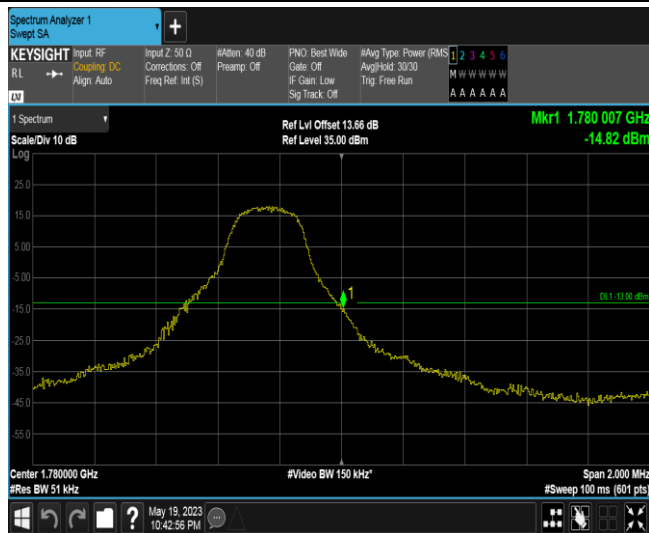 Spectrum Analyzer 1
Swept SA
+
KEYSIGHT
RL
Input: RF
Coupling: DC
Align: Auto
Input Z: 50 Ω
Corrections: Off
Freq Ref: Int (S)
#Atten: 40 dB
Preamp: Off
PNO: Best Wide
Gate: Off
IF Gain: Low
Sig Track: Off
#Avg Type: Power (RMS
Avg|Hold: 30/30
Trig: Free Run
1 2 3 4 5 6
M W W W W W
A A A A A A
1 Spectrum
Scale/Div 10 dB
Ref Lvl Offset 13.66 dB
Ref Level 35.00 dBm
Mkr1 1.780 007 GHz
-14.82 dBm
Log
25.0
15.0
5.00
-5.00
-15.0
-25.0
-35.0
-45.0
-55.0
1
DL1 -13.00 dBm
Center 1.780000 GHz
#Res BW 51 kHz
#Video BW 150 kHz*
Span 2.000 MHz
#Sweep 100 ms (601 pts)
?
May 19, 2023
10:42:56 PM